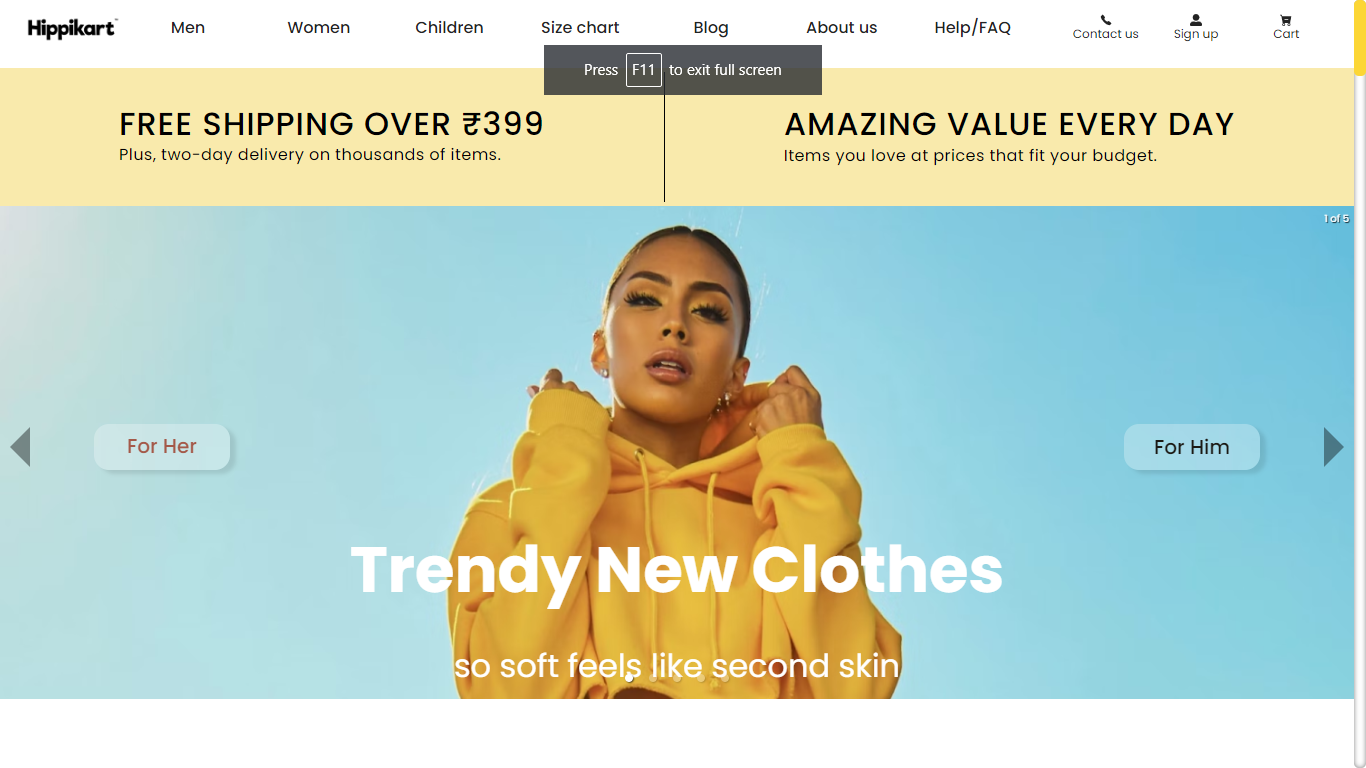 Hippikart™ Men Women Children Size chart Blog About us Help/FAQ Contact us Sign up Cart
Press F11 to exit full screen
FREE SHIPPING OVER ₹399
Plus, two-day delivery on thousands of items.
AMAZING VALUE EVERY DAY
Items you love at prices that fit your budget.
1 of 5
For Her
For Him
Trendy New Clothes
so soft feels like second skin